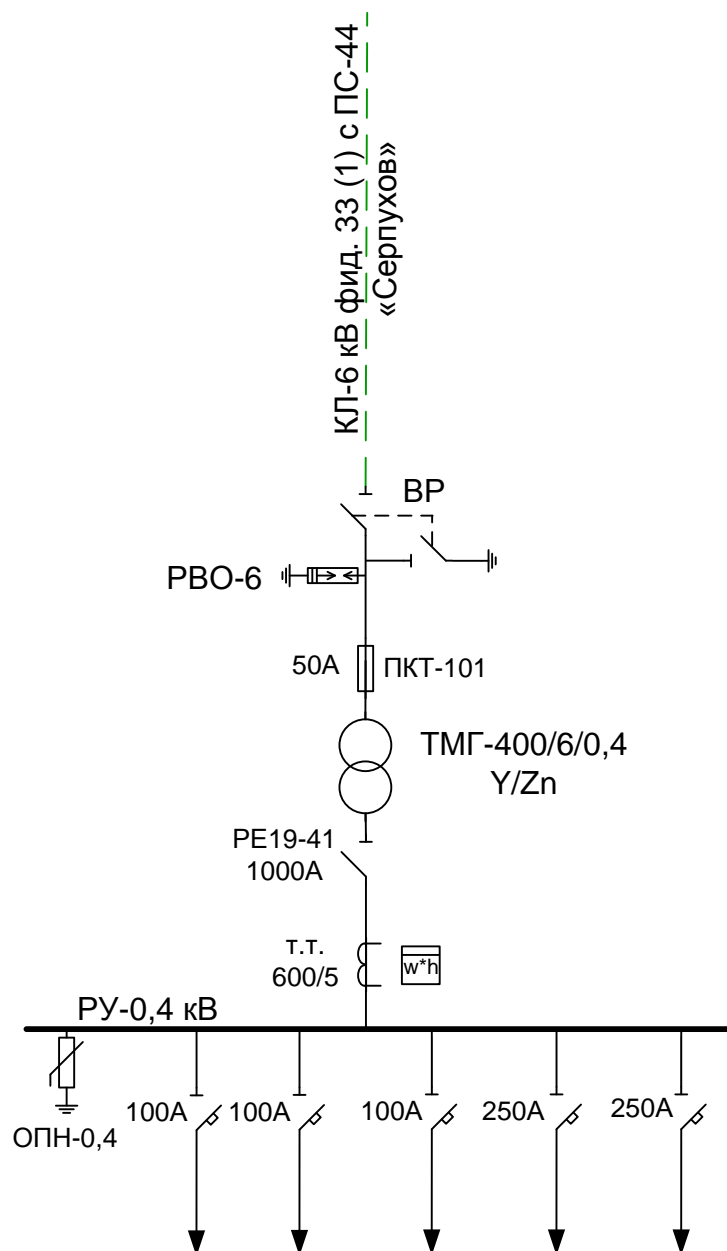 КЛ-6 кВ фид. 33 (1) с ПС-44
«Серпухов»
ВР
РВО-6
50А
ПКТ-101
ТМГ-400/6/0,4
Y/Zn
РЕ19-41
1000А
т.т.
600/5
w*h
РУ-0,4 кВ
ОПН-0,4
100А
100А
100А
250А
250А